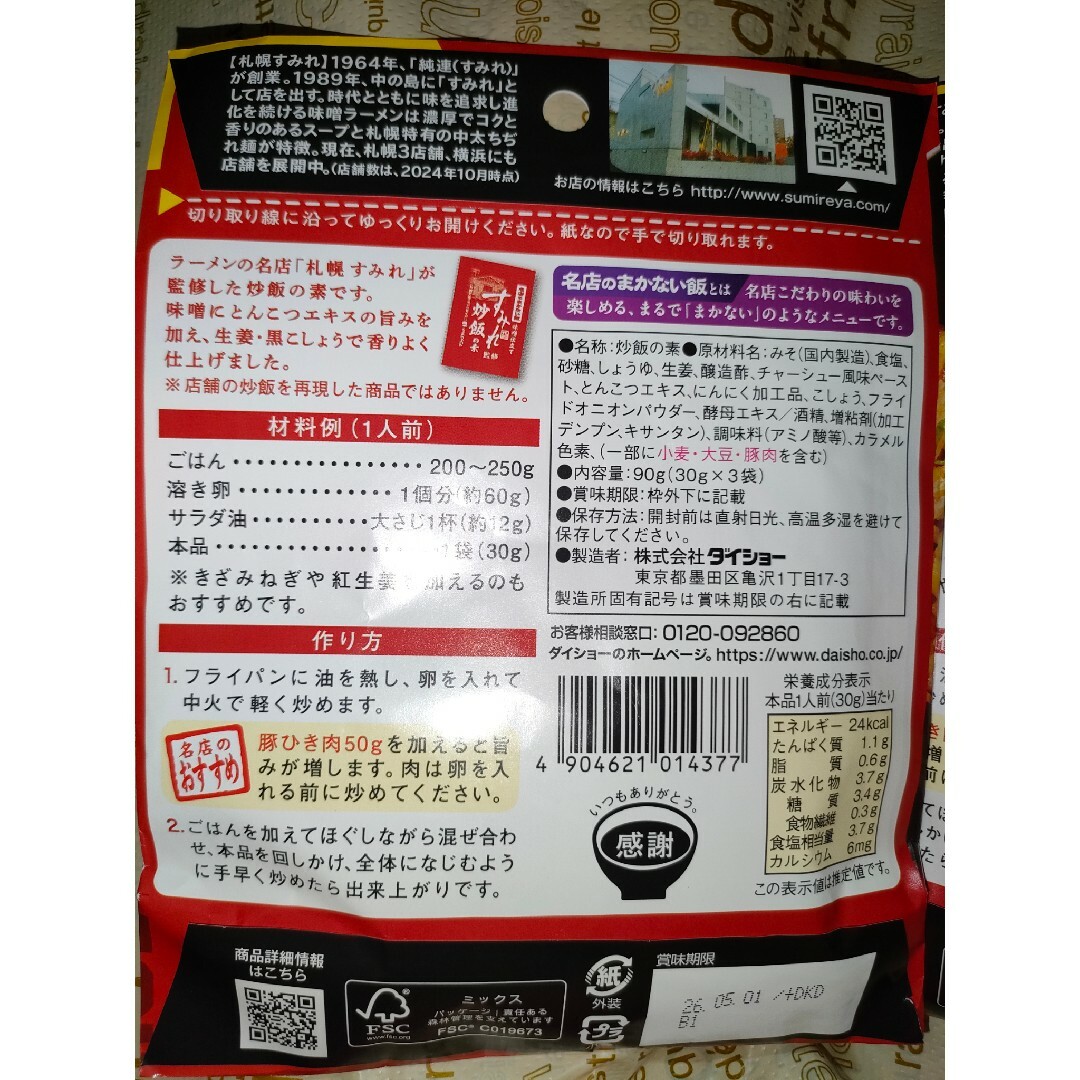 【札幌すみれ】1964年、「純連(すみれ)」
が創業。1989年、中の島に「すみれ」と
して店を出す。時代とともに味を追求し進
化を続ける味噌ラーメンは濃厚でコクと
香りのあるスープと札幌特有の中太ちぢ
れ麺が特徴。現在、札幌3店舗、横浜にも
店舗を展開中。(店舗数は、2024年10月時点)
お店の情報はこちら http://www.sumireya.com/
切り取り線に沿ってゆっくりお開けください。紙なので手で切り取れます。
ラーメンの名店「札幌 すみれ」が
監修した炒飯の素です。
味噌にとんこつエキスの旨みを
加え、生姜・黒こしょうで香りよく
仕上げました。
※店舗の炒飯を再現した商品ではありません。
すみれ
監修
炒飯の素
材料例(1人前)
ごはん・・・・・・・・・・・・・・・・200〜250g
溶き卵・・・・・・・・・・・・・1個分(約60g)
サラダ油・・・・・・・・・・大さじ1杯(約12g)
本品・・・・・・・・・・・・・・・袋(30g)
※きざみねぎや 紅生姜 加えるのも
おすすめです。
作り方
1. フライパンに 油を熱し、卵を入れて
中火で 軽く炒めます。
名店の
おすすめ
豚ひき肉50gを加えると旨
みが増します。肉は卵を入
れる前に炒めてください。
2. ごはんを加えてほぐしながら混ぜ合わ
せ、本品を回しかけ、全体になじむよう
に手早く炒めたら出来上がりです。
名店のまかない飯とは 名店こだわりの味わいを
楽しめる、まるで「まかない」のようなメニューです。
●名称:炒飯の素●原材料名:みそ(国内製造)、食塩、
砂糖、しょうゆ、生姜、醸造酢、チャーシュー風味ペース
ト、とんこつエキス、にんにく加工品、こしょう、フライ
ドオニオンパウダー、酵母エキス/酒精、増粘剤(加工
デンプン、キサンタン)、調味料(アミノ酸等)、カラメル
色素、(一部に小麦・大豆・豚肉を含む)
●内容量:90g(30g×3袋)
●賞味期限:枠外下に記載
●保存方法:開封前は直射日光、高温多湿を避けて
保存してください。
●製造者:株式会社ダイショー
東京都墨田区亀沢1丁目17-3
製造所固有記号は賞味期限の右に記載
お客様相談窓口:0120-092860
ダイショーのホームページ。https://www.daisho.co.jp/
4 904621 014377
いつもありがとう。
感謝
栄養成分表示
本品1人前(30g)当たり
エネルギー 24kcal
たんぱく質 1.1g
脂質 0.6g
炭水化物 3.7g
糖質 3.4g
食物繊維 0.3g
食塩相当量 3.7g
カルシウム 6mg
この表示値は推定値です。
商品詳細情報
はこちら
FSC
www.fsc.org
ミックス
パッケージ|責任ある
森林管理を支えています
FSC® C019673
紙
外装
プラ
賞味期限
26.05.01 /+DKD
B1